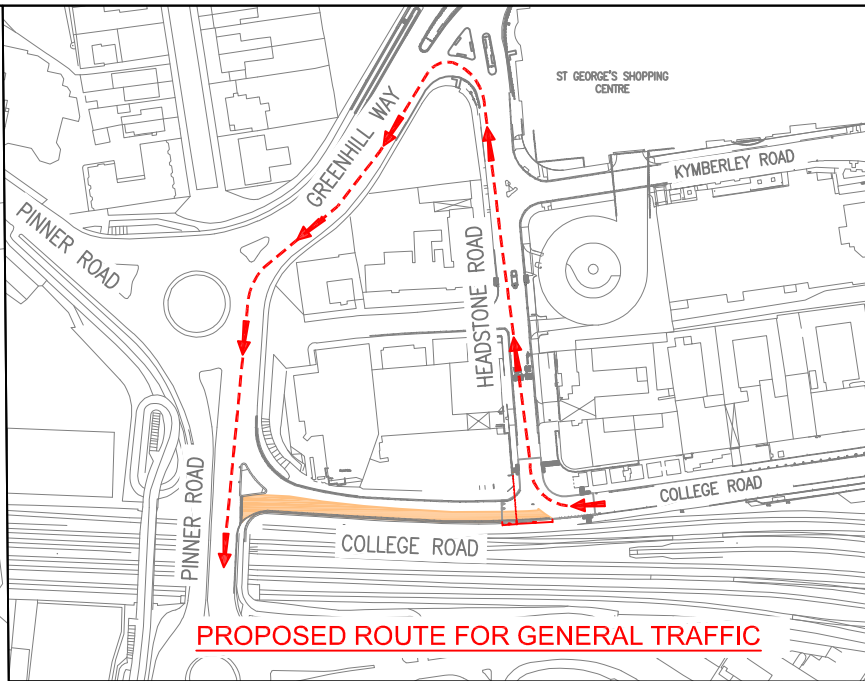 ST GEORGE'S SHOPPING
CENTRE
GREENHILL WAY
KYMBERLEY ROAD
PINNER ROAD
HEADSTONE ROAD
COLLEGE ROAD
PINNER ROAD
COLLEGE ROAD
PROPOSED ROUTE FOR GENERAL TRAFFIC